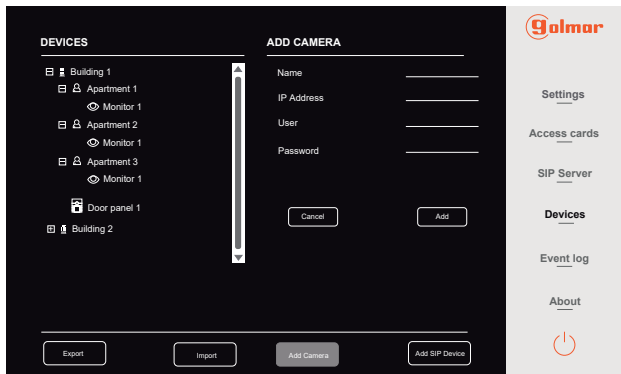 golmar
DEVICES
ADD CAMERA
Building 1
Apartment 1
Monitor 1
Apartment 2
Monitor 1
Apartment 3
Monitor 1
Door panel 1
Building 2
Name
IP Address
User
Password
Cancel
Add
Settings
Access cards
SIP Server
Devices
Event log
About
Export
Import
Add Camera
Add SIP Device